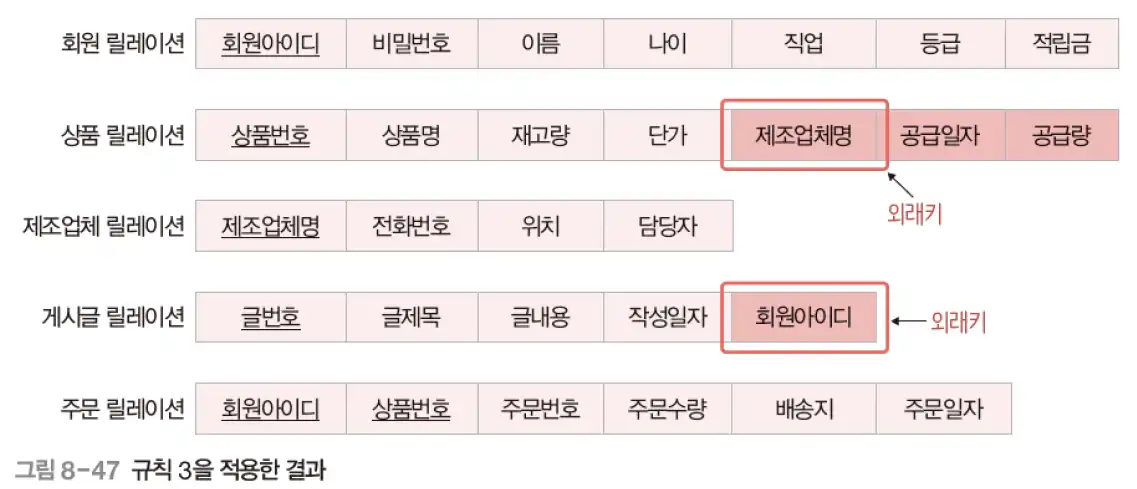 회원 릴레이션 회원아이디 비밀번호 이름 나이 직업 등급 적립금
상품 릴레이션 상품번호 상품명 재고량 단가 제조업체명 공급일자 공급량
외래키
제조업체 릴레이션 제조업체명 전화번호 위치 담당자
게시글 릴레이션 글번호 글제목 글내용 작성일자 회원아이디 외래키
주문 릴레이션 회원아이디 상품번호 주문번호 주문수량 배송지 주문일자
그림 8-47 규칙 3을 적용한 결과